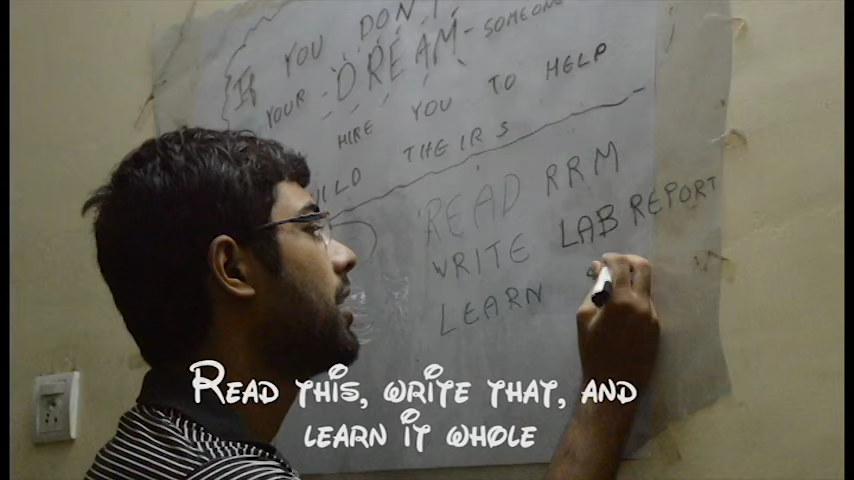 IF YOU DON'T
YOUR DREAM- SOMEONE
HIRE YOU TO HELP
THEIRS
READ RRM
WRITE LAB REPORT
LEARN
READ THIS, WRITE THAT, AND
LEARN IT WHOLE